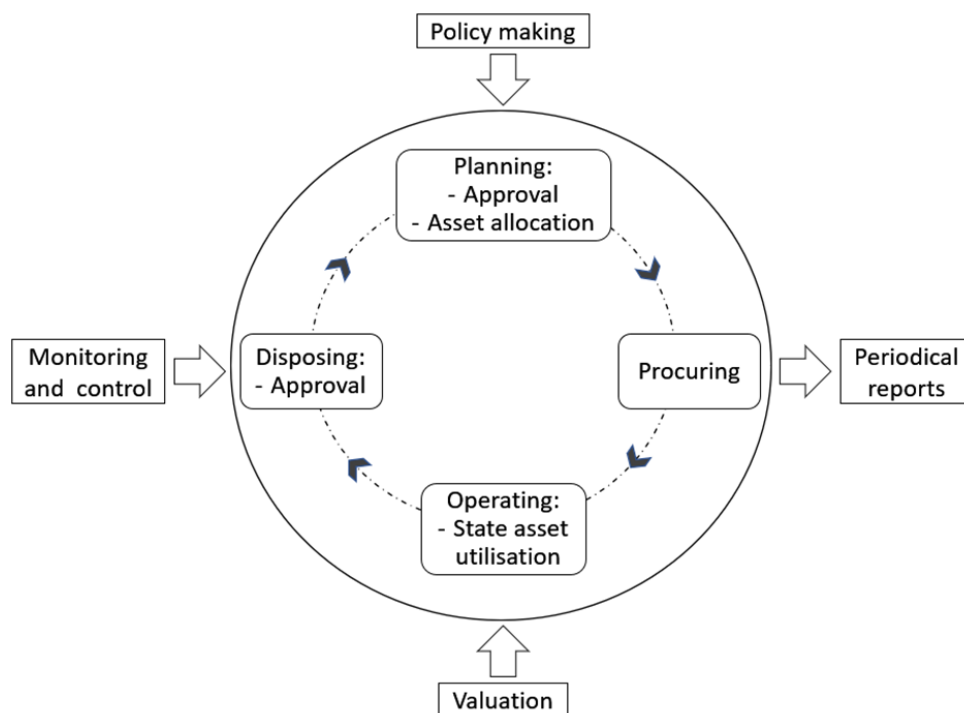 Policy making
Planning:
- Approval
- Asset allocation
Monitoring
and control
Disposing:
- Approval
Procuring
Periodical
reports
Operating:
- State asset
utilisation
Valuation